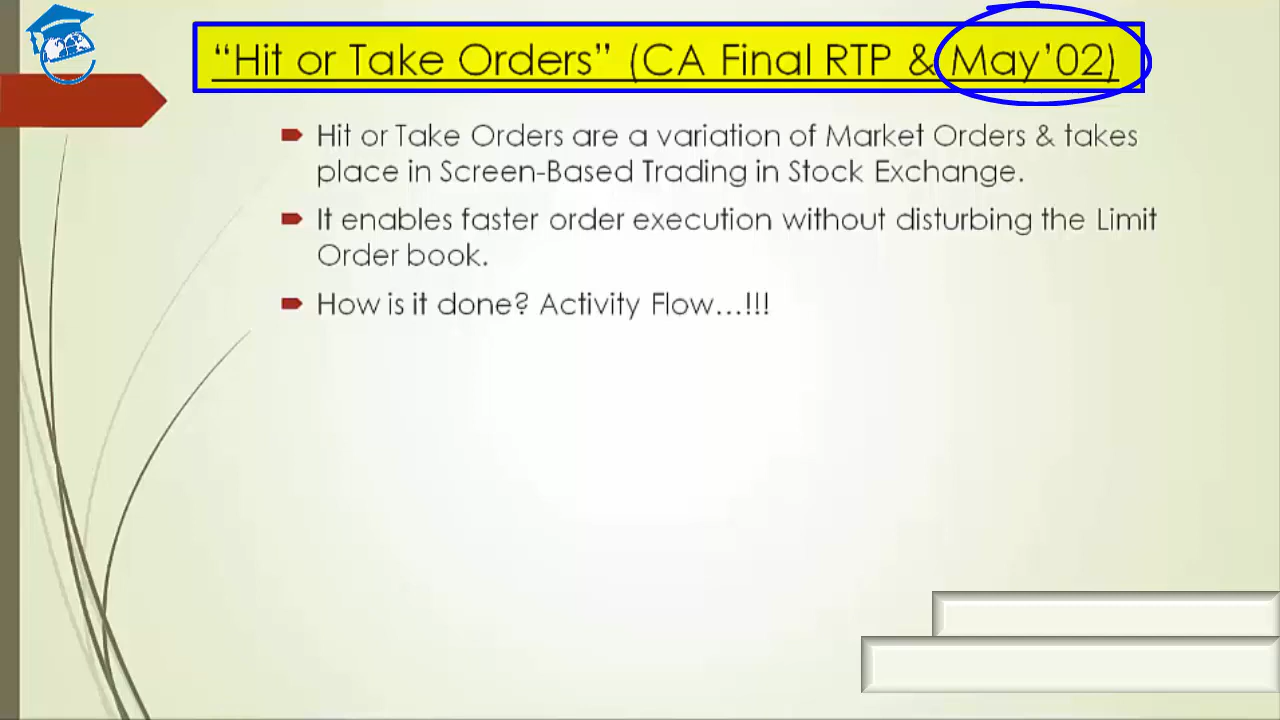 “Hit or Take Orders” (CA Final RTP & May’02)
Hit or Take Orders are a variation of Market Orders & takes
place in Screen-Based Trading in Stock Exchange.
It enables faster order execution without disturbing the Limit
Order book.
How is it done? Activity Flow…!!!